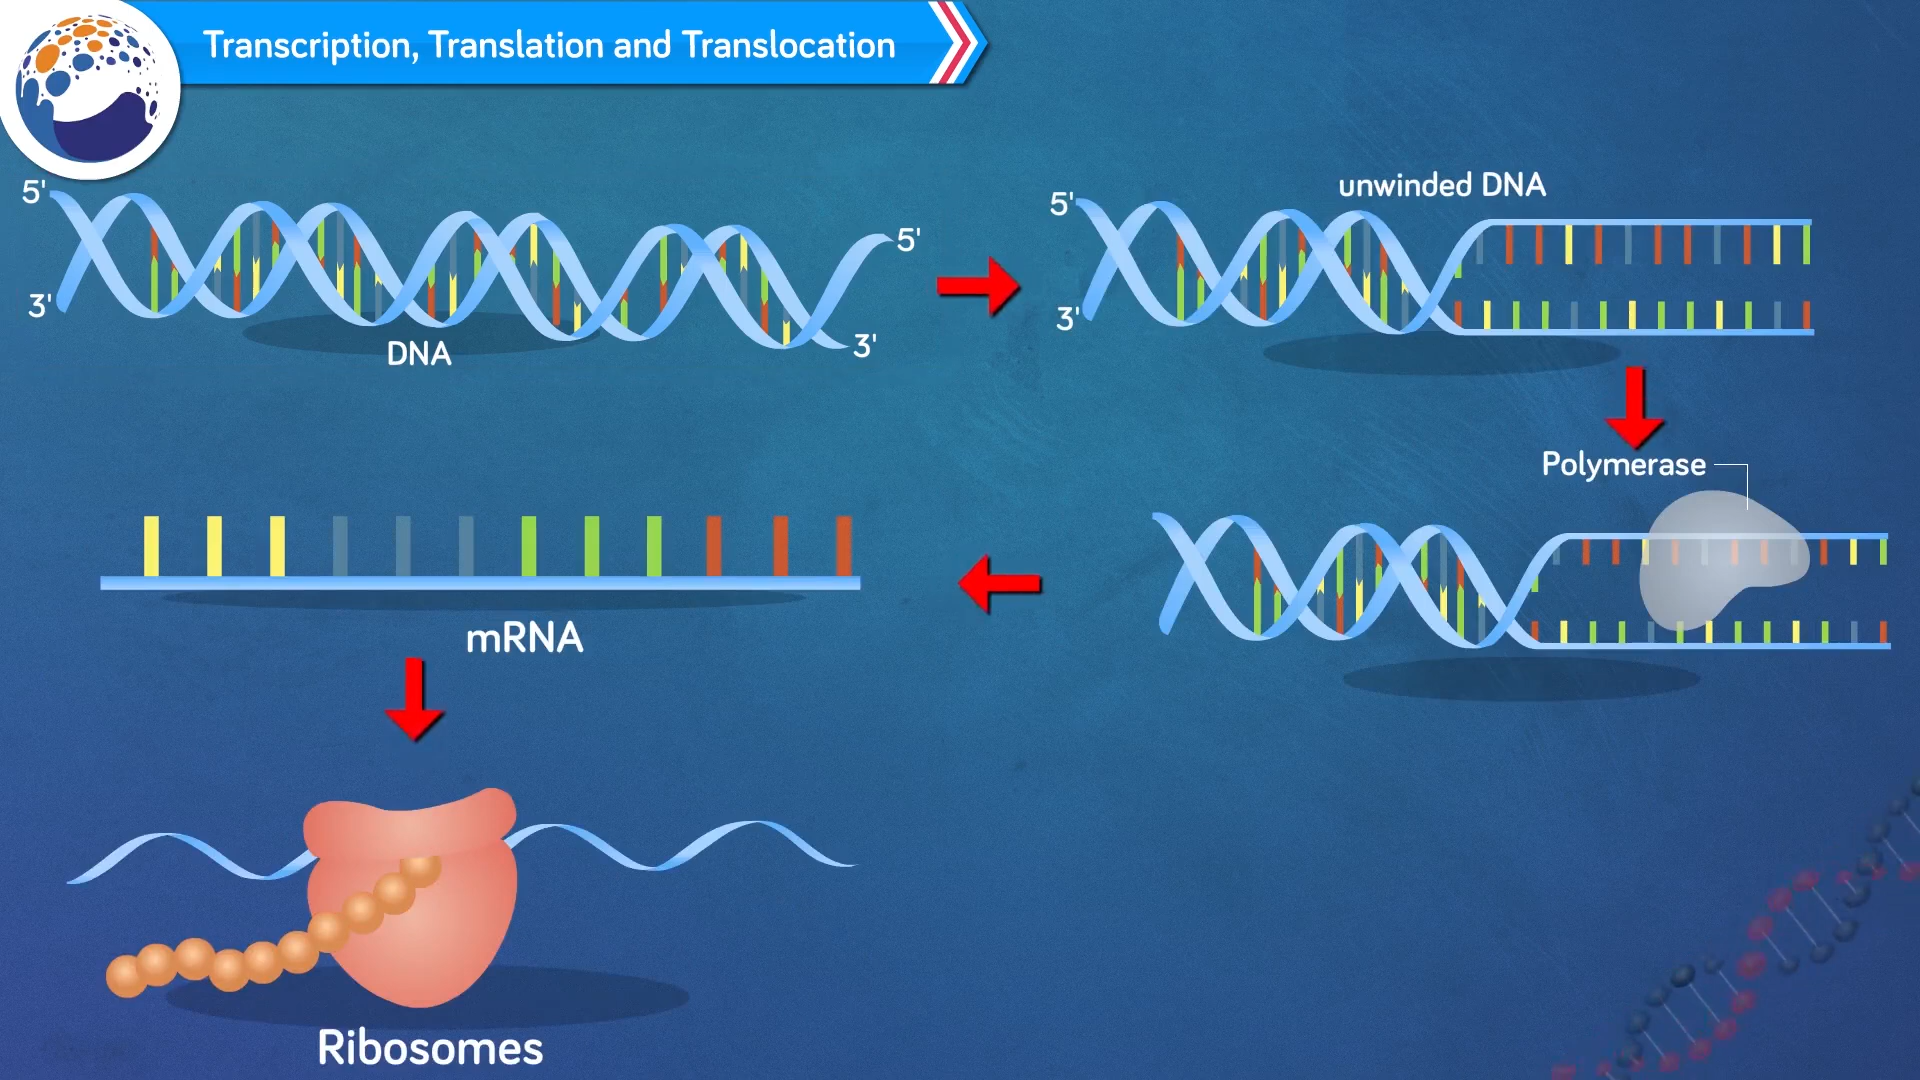 Transcription, Translation and Translocation
5'
3'
5'
3'
DNA
unwinded DNA
5'
3'
Polymerase
mRNA
Ribosomes